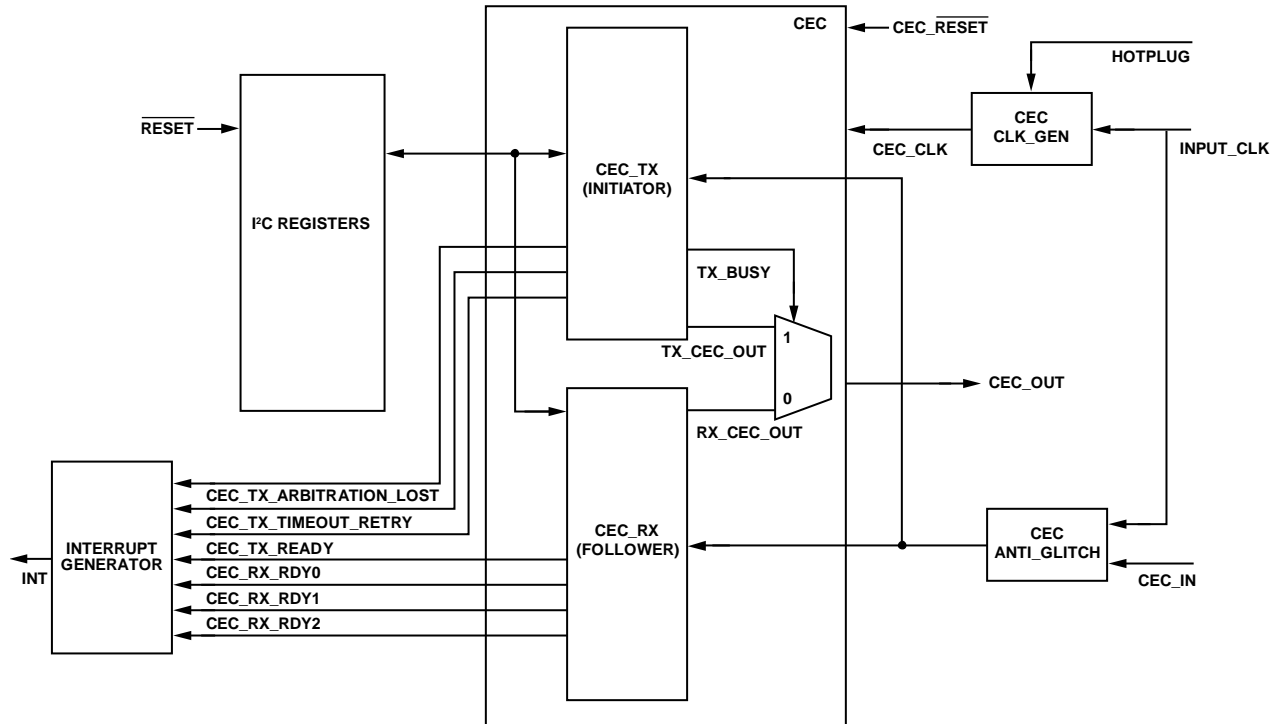 CEC
CEC_RESET
HOTPLUG
CEC
CLK_GEN
RESET
CEC_CLK
INPUT_CLK
CEC_TX
(INITIATOR)
I²C REGISTERS
TX_BUSY
1
TX_CEC_OUT
CEC_OUT
0
RX_CEC_OUT
CEC_TX_ARBITRATION_LOST
CEC_TX_TIMEOUT_RETRY
CEC_TX_READY
CEC_RX_RDY0
CEC_RX_RDY1
CEC_RX_RDY2
INTERRUPT
GENERATOR
INT
CEC_RX
(FOLLOWER)
CEC
ANTI_GLITCH
CEC_IN